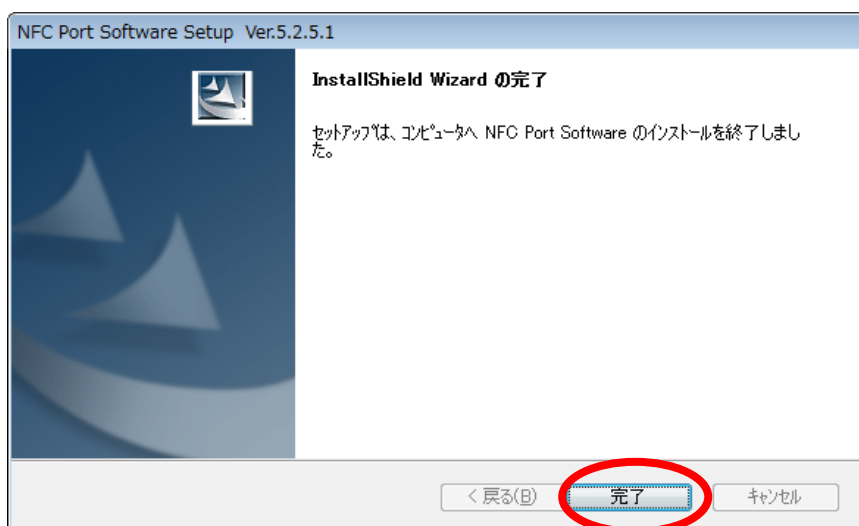 NFC Port Software Setup Ver.5.2.5.1
InstallShield Wizard の完了
セットアップは、コンピュータへ NFC Port Software のインストールを終了しまし
た。
< 戻る(B)
完了
キャンセル